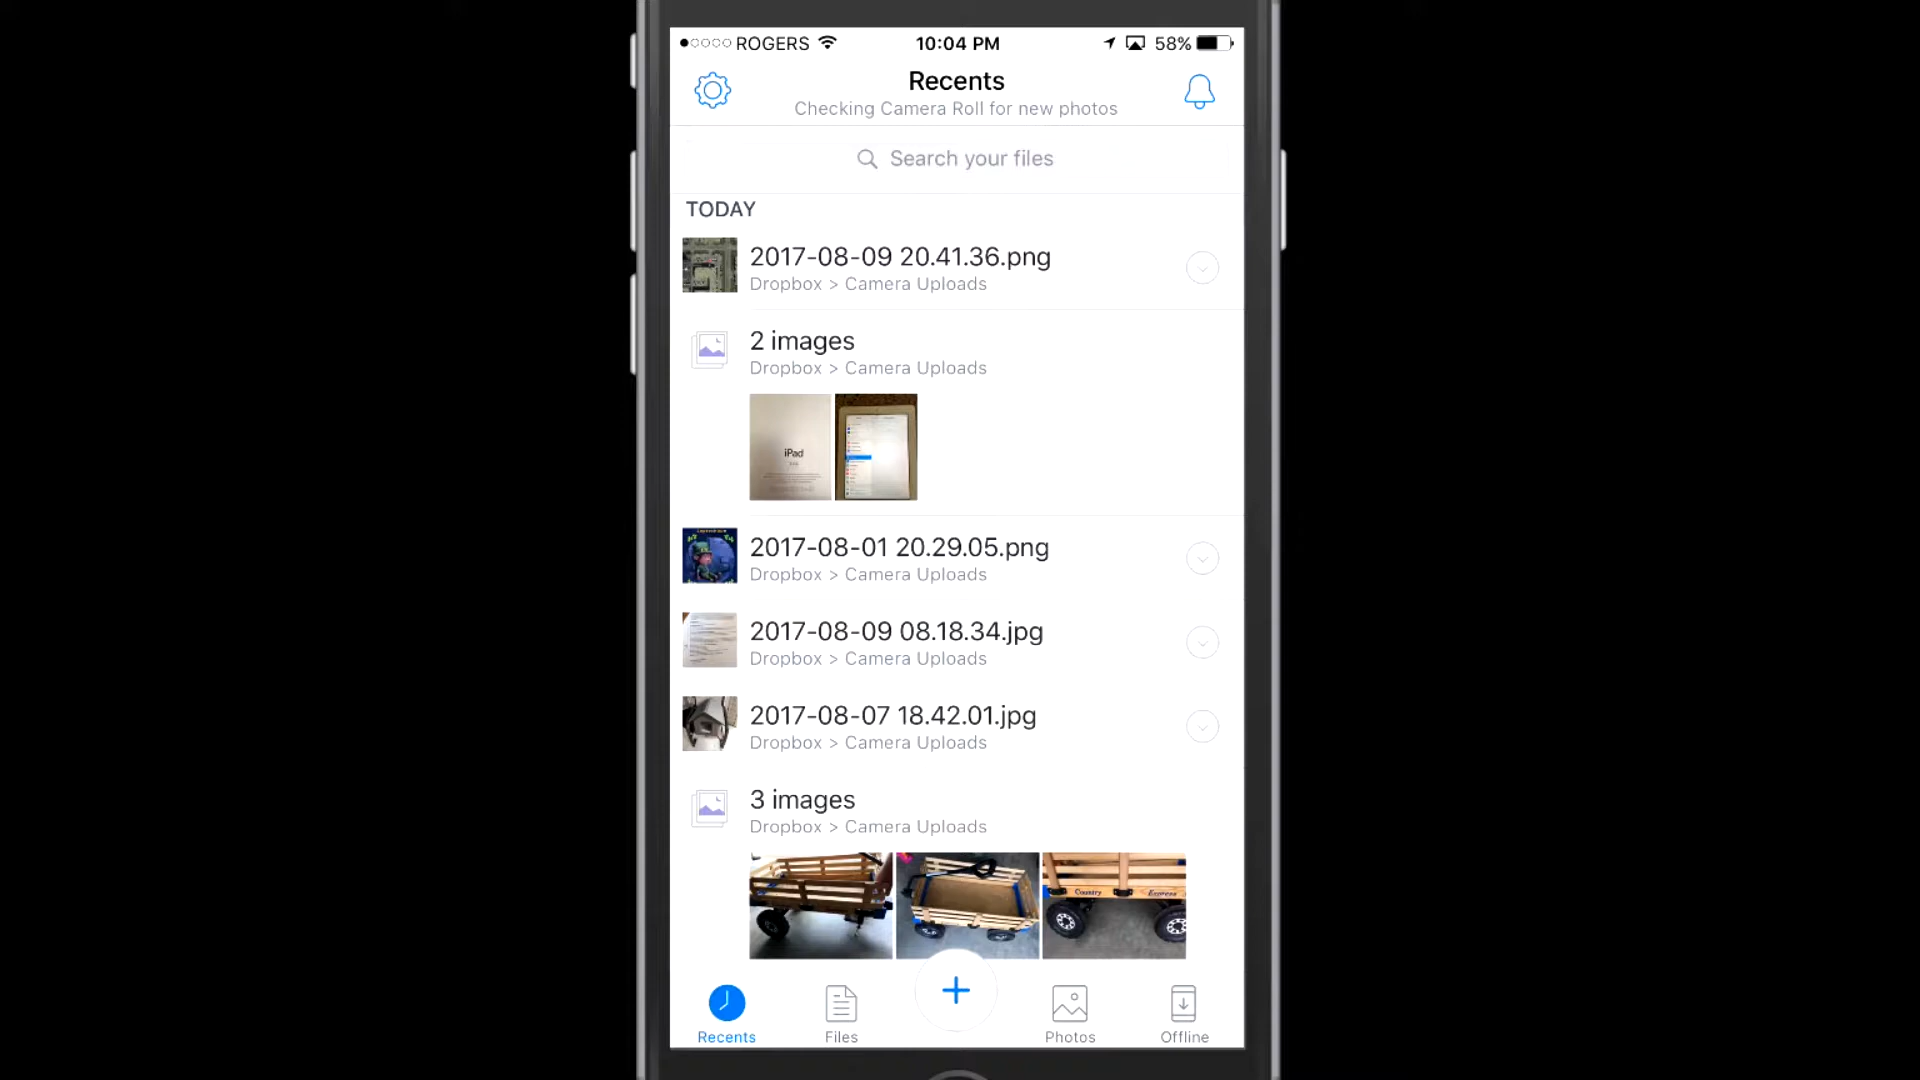 ROGERS 10:04 PM 58%
Recents
Checking Camera Roll for new photos
Search your files
TODAY
2017-08-09 20.41.36.png
Dropbox > Camera Uploads
2 images
Dropbox > Camera Uploads
iPad
2017-08-01 20.29.05.png
Dropbox > Camera Uploads
2017-08-09 08.18.34.jpg
Dropbox > Camera Uploads
2017-08-07 18.42.01.jpg
Dropbox > Camera Uploads
3 images
Dropbox > Camera Uploads
Country Express
Recents Files Photos Offline